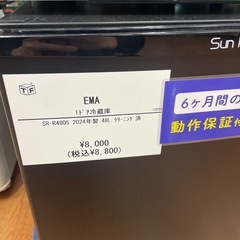 Sun
TF
EMA
1ﾄﾞｱ冷蔵庫
SR-R4805 2024年製 48L ｸﾘｰﾆﾝｸﾞ済
¥8,000
(税込¥8,800)
6ヶ月間の
動作保証付